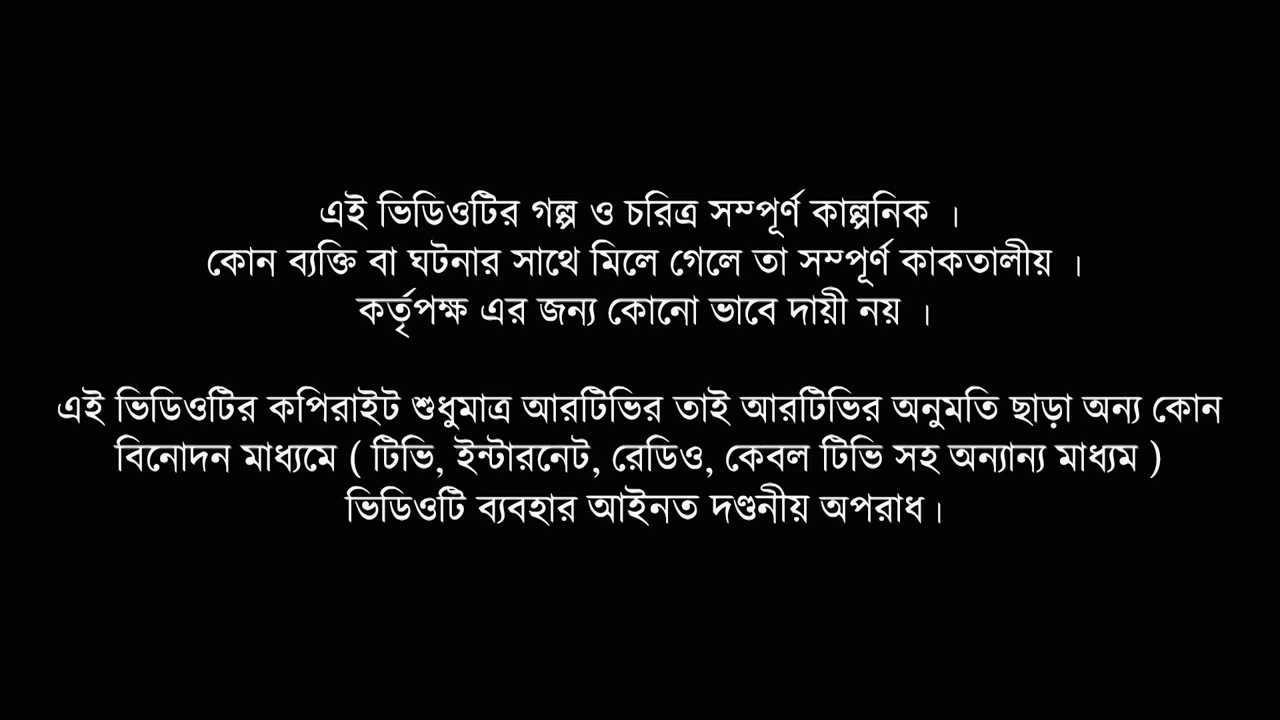 এই ভিডিওটির গল্প ও চরিত্র সম্পূর্ণ কাল্পনিক ।
কোন ব্যক্তি বা ঘটনার সাথে মিলে গেলে তা সম্পূর্ণ কাকতালীয় ।
কর্তৃপক্ষ এর জন্য কোনো ভাবে দায়ী নয় ।
এই ভিডিওটির কপিরাইট শুধুমাত্র আরটিভির তাই আরটিভির অনুমতি ছাড়া অন্য কোন
বিনোদন মাধ্যমে ( টিভি, ইন্টারনেট, রেডিও, কেবল টিভি সহ অন্যান্য মাধ্যম )
ভিডিওটি ব্যবহার আইনত দণ্ডনীয় অপরাধ।